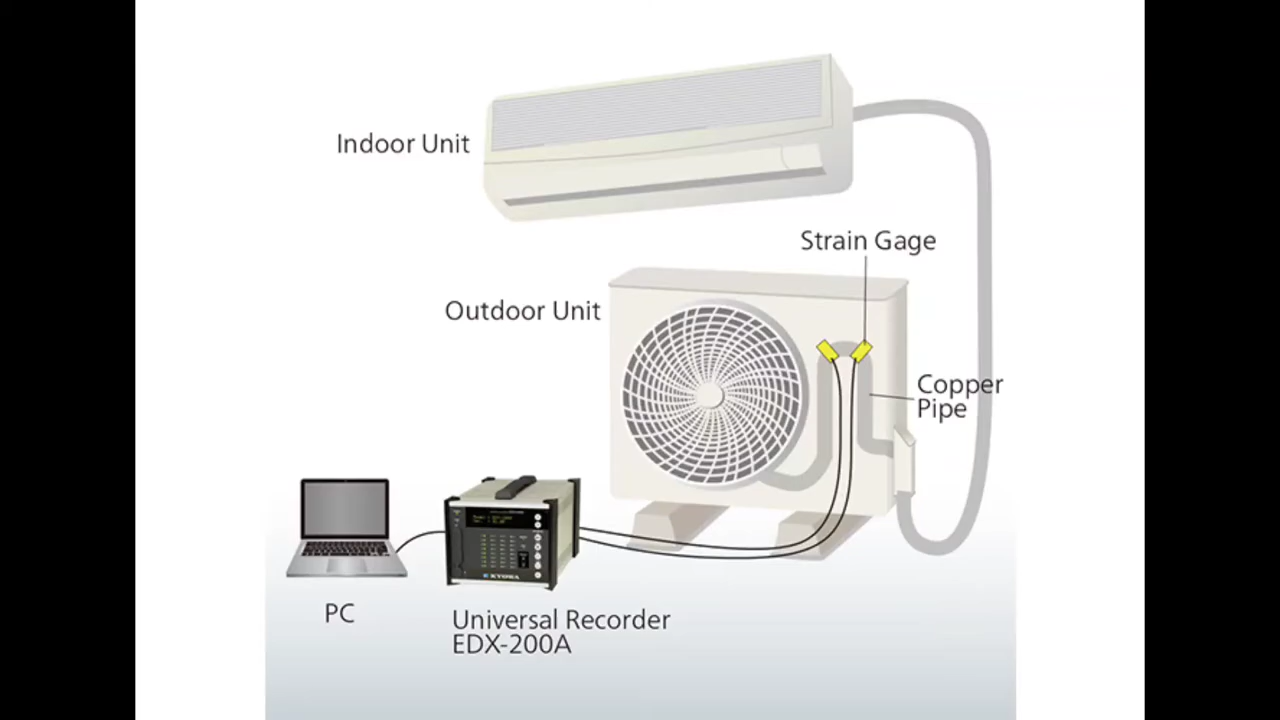 Indoor Unit
Strain Gage
Outdoor Unit
Copper
Pipe
KYOWA
PC
Universal Recorder
EDX-200A